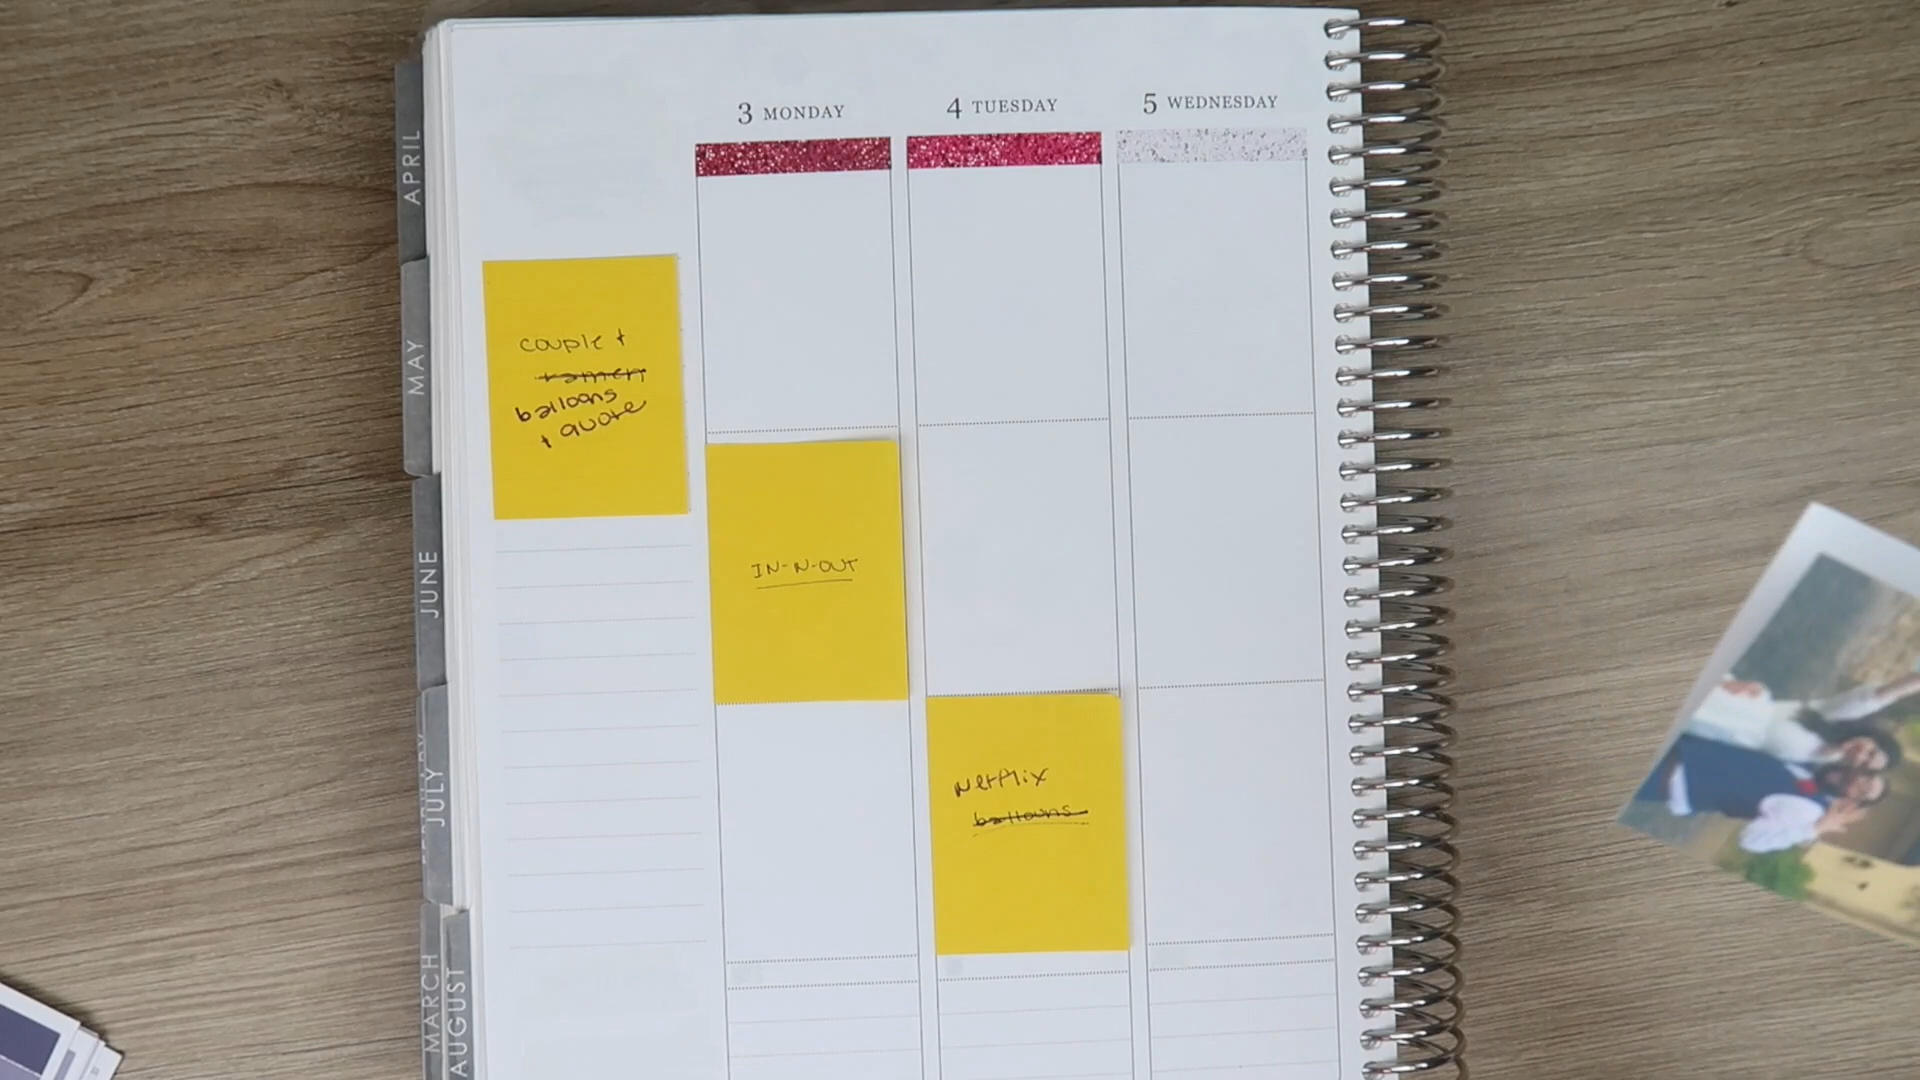 3 MONDAY
4 TUESDAY
5 WEDNESDAY
APRIL
MAY
JUNE
JULY
MARCH
AUGUST
couple +
ramen
balloons
+ quote
IN-N-OUT
Netflix
balloons